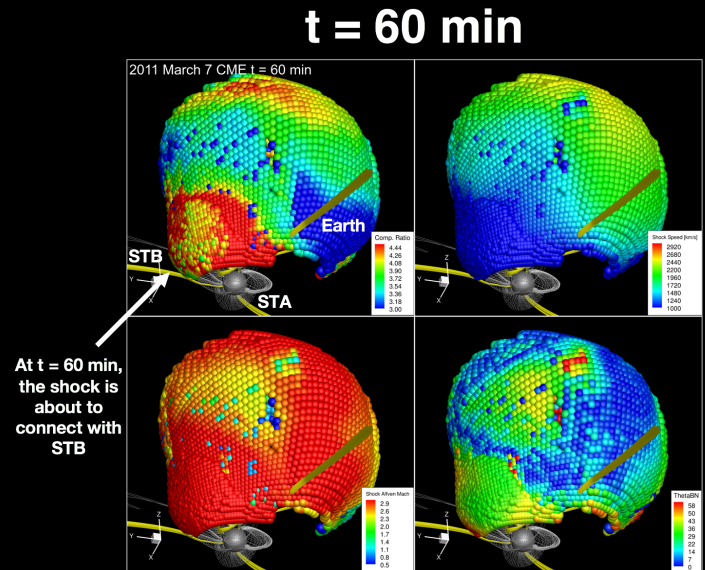 t = 60 min
2011 March 7 CME t = 60 min
Earth
Comp. Ratio
4.44
4.26
4.08
3.90
3.72
3.54
3.36
3.18
3.00
STB
Z
Y
X
STA
Shock Speed [km/s]
2920
2680
2440
2200
1960
1720
1480
1240
1000
Z
Y
X
At t = 60 min,
the shock is
about to
connect with
STB
Shock Alfven Mach
2.9
2.6
2.3
2.0
1.7
1.4
1.1
0.8
0.5
Z
Y
X
ThetaBN
58
50
43
36
29
22
14
7
0
Z
Y
X